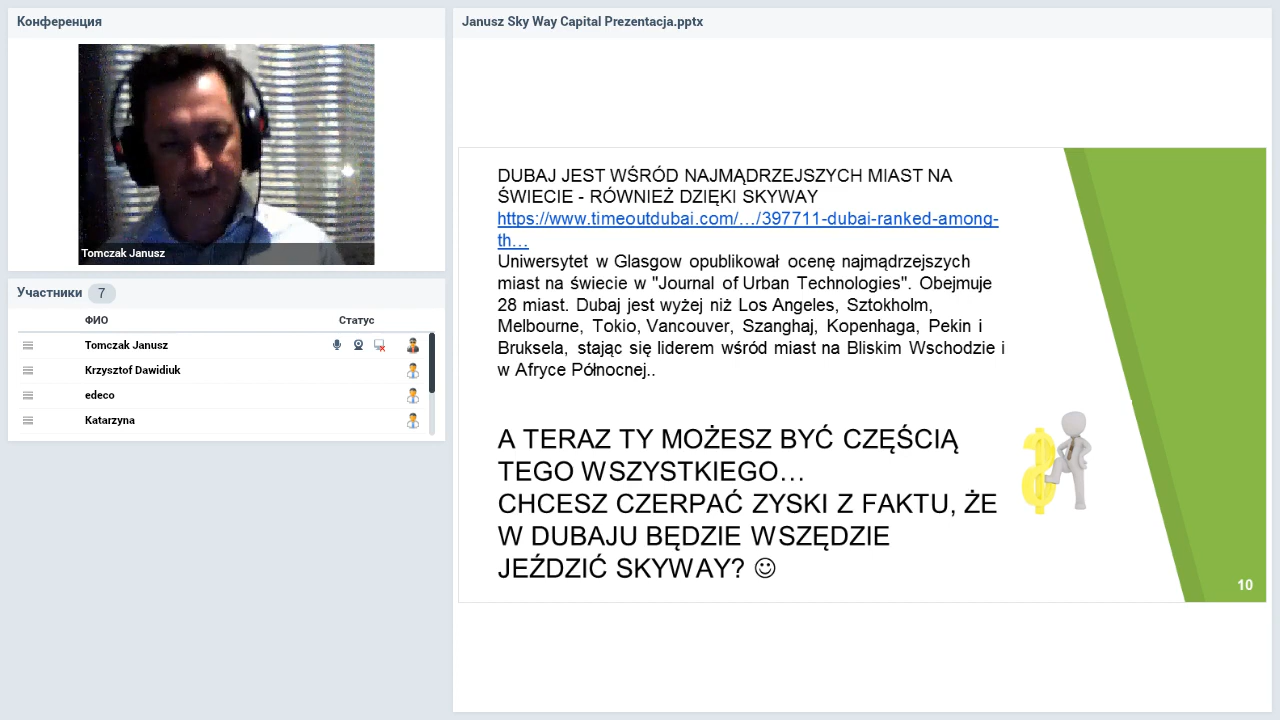 Конференция
Tomczak Janusz
Участники 7
ФИО Статус
Tomczak Janusz
Krzysztof Dawidiuk
edeco
Katarzyna
Janusz Sky Way Capital Prezentacja.pptx
DUBAJ JEST WŚRÓD NAJMĄDRZEJSZYCH MIAST NA
ŚWIECIE - RÓWNIEŻ DZIĘKI SKYWAY
https://www.timeoutdubai.com/…/397711-dubai-ranked-among-
th…
Uniwersytet w Glasgow opublikował ocenę najmądrzejszych
miast na świecie w "Journal of Urban Technologies". Obejmuje
28 miast. Dubaj jest wyżej niż Los Angeles, Sztokholm,
Melbourne, Tokio, Vancouver, Szanghaj, Kopenhaga, Pekin i
Bruksela, stając się liderem wśród miast na Bliskim Wschodzie i
w Afryce Północnej..
A TERAZ TY MOŻESZ BYĆ CZĘŚCIĄ
TEGO WSZYSTKIEGO…
CHCESZ CZERPAĆ ZYSKI Z FAKTU, ŻE
W DUBAJU BĘDZIE WSZĘDZIE
JEŹDZIĆ SKYWAY? ☺
10